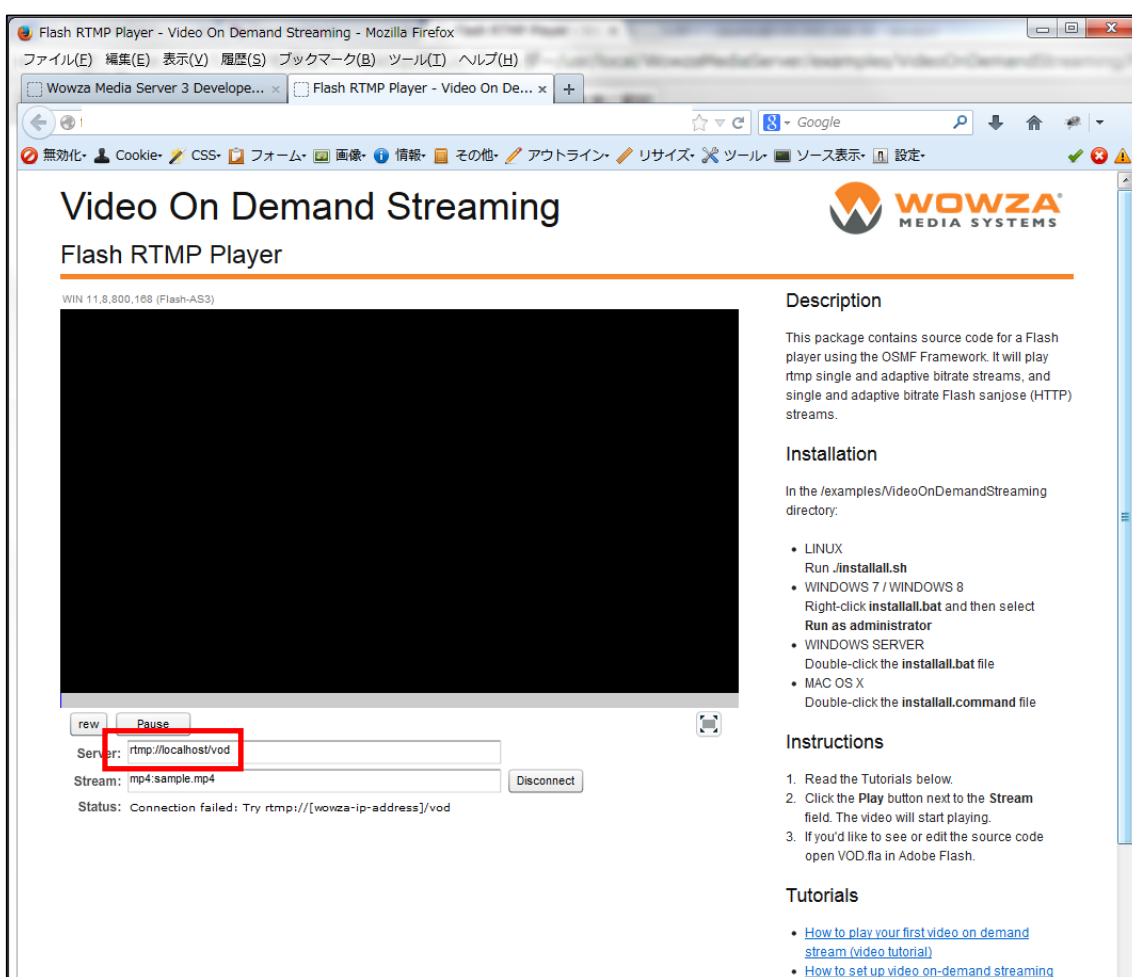 Flash RTMP Player - Video On Demand Streaming - Mozilla Firefox
ファイル(F) 編集(E) 表示(V) 履歴(S) ブックマーク(B) ツール(T) ヘルプ(H)
Wowza Media Server 3 Develope... × Flash RTMP Player - Video On De... × +
Google
無効化 Cookie CSS フォーム 画像 情報 その他 アウトライン リサイズ ツール ソース表示 設定
Video On Demand Streaming
WOWZA
MEDIA SYSTEMS
Flash RTMP Player
WIN 11,8,800,168 (Flash-AS3)
rew Pause
Server: rtmp://localhost/vod
Stream: mp4:sample.mp4 Disconnect
Status: Connection failed: Try rtmp://[wowza-ip-address]/vod
Description
This package contains source code for a Flash
player using the OSMF Framework. It will play
rtmp single and adaptive bitrate streams, and
single and adaptive bitrate Flash sanjose (HTTP)
streams.
Installation
In the /examples/VideoOnDemandStreaming
directory:
• LINUX
Run ./installall.sh
• WINDOWS 7 / WINDOWS 8
Right-click installall.bat and then select
Run as administrator
• WINDOWS SERVER
Double-click the installall.bat file
• MAC OS X
Double-click the installall.command file
Instructions
1. Read the Tutorials below.
2. Click the Play button next to the Stream
field. The video will start playing.
3. If you'd like to see or edit the source code
open VOD.fla in Adobe Flash.
Tutorials
• How to play your first video on demand
stream (video tutorial)
• How to set up video on-demand streaming